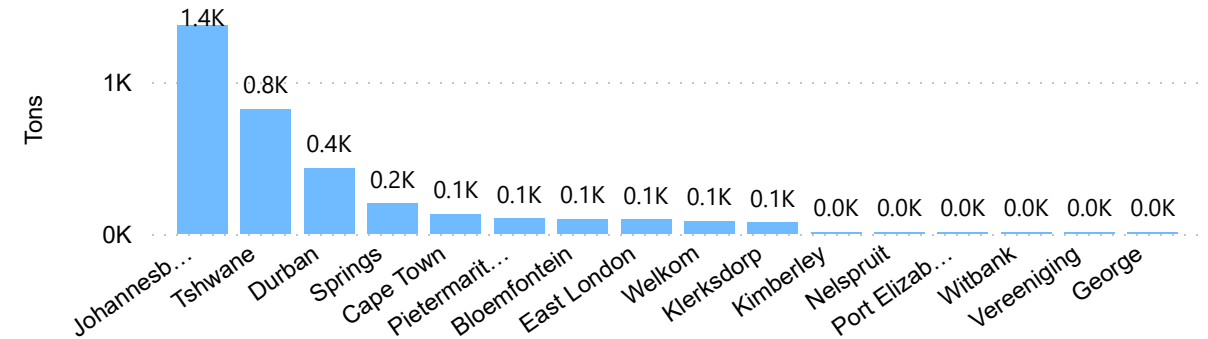 1.4K
1K
0.8K
0.4K
0.2K
0.1K
0.1K
0.1K
0.1K
0.1K
0.1K
0.0K
0.0K
0.0K
0.0K
0.0K
0.0K
0K
Tons
Johannesb...
Tshwane
Durban
Springs
Cape Town
Pietermarit...
Bloemfontein
East London
Welkom
Klerksdorp
Kimberley
Nelspruit
Port Elizab...
Witbank
Vereeniging
George